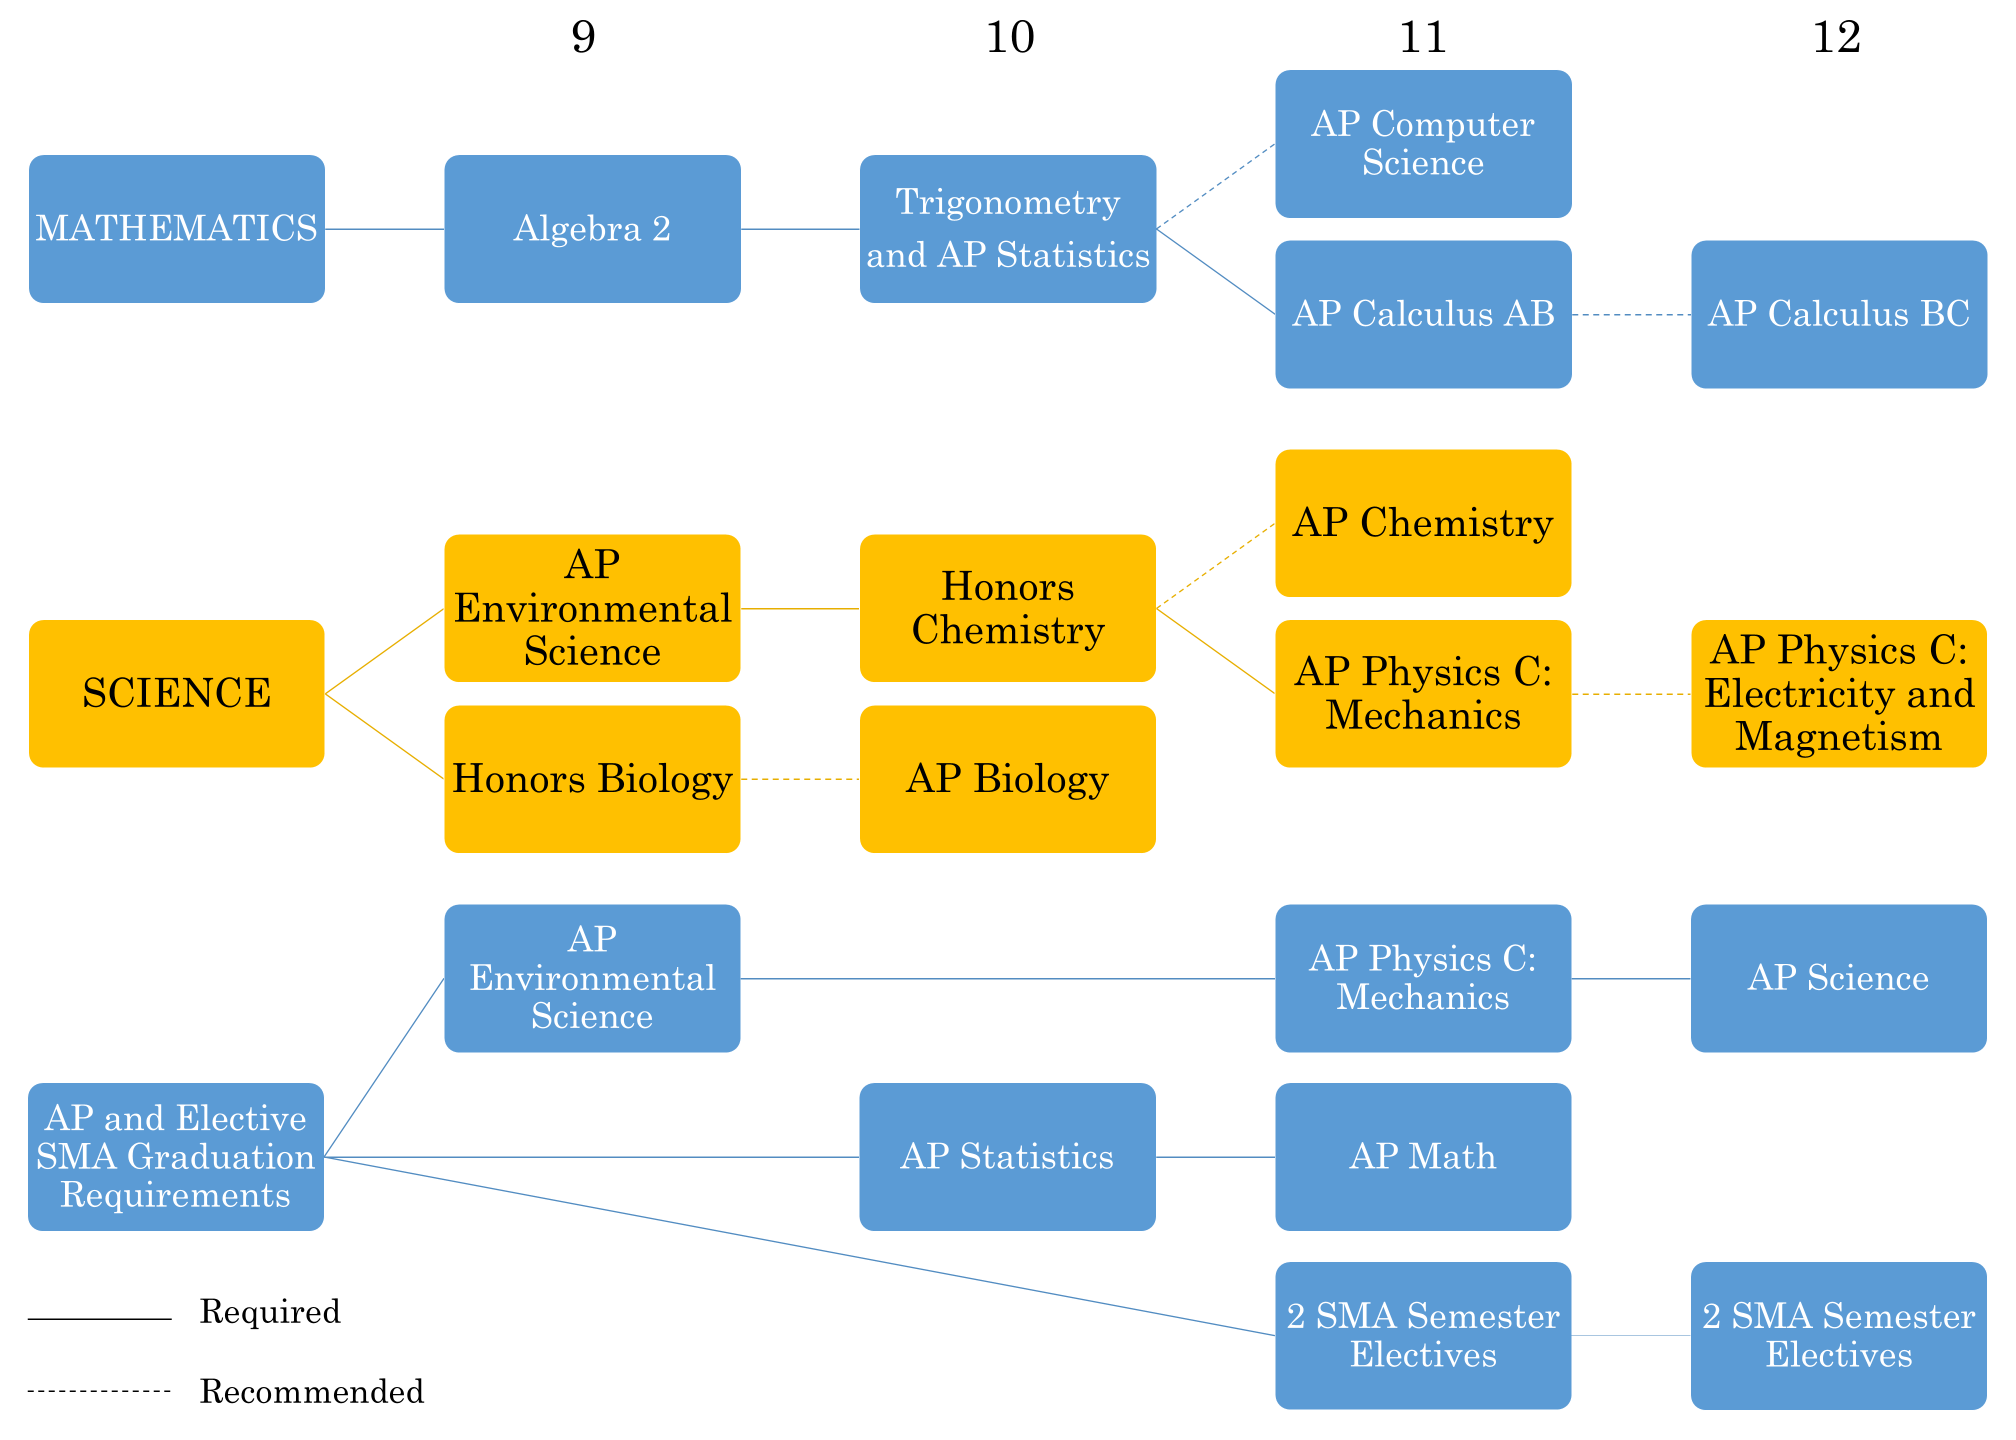 9
10
11
12
AP Computer
Science
MATHEMATICS
Algebra 2
Trigonometry
and AP Statistics
AP Calculus AB
AP Calculus BC
AP Chemistry
AP
Environmental
Science
Honors
Chemistry
SCIENCE
AP Physics C:
Mechanics
AP Physics C:
Electricity and
Magnetism
Honors Biology
AP Biology
AP
Environmental
Science
AP Physics C:
Mechanics
AP Science
AP and Elective
SMA Graduation
Requirements
AP Statistics
AP Math
2 SMA Semester
Electives
2 SMA Semester
Electives
Required
Recommended